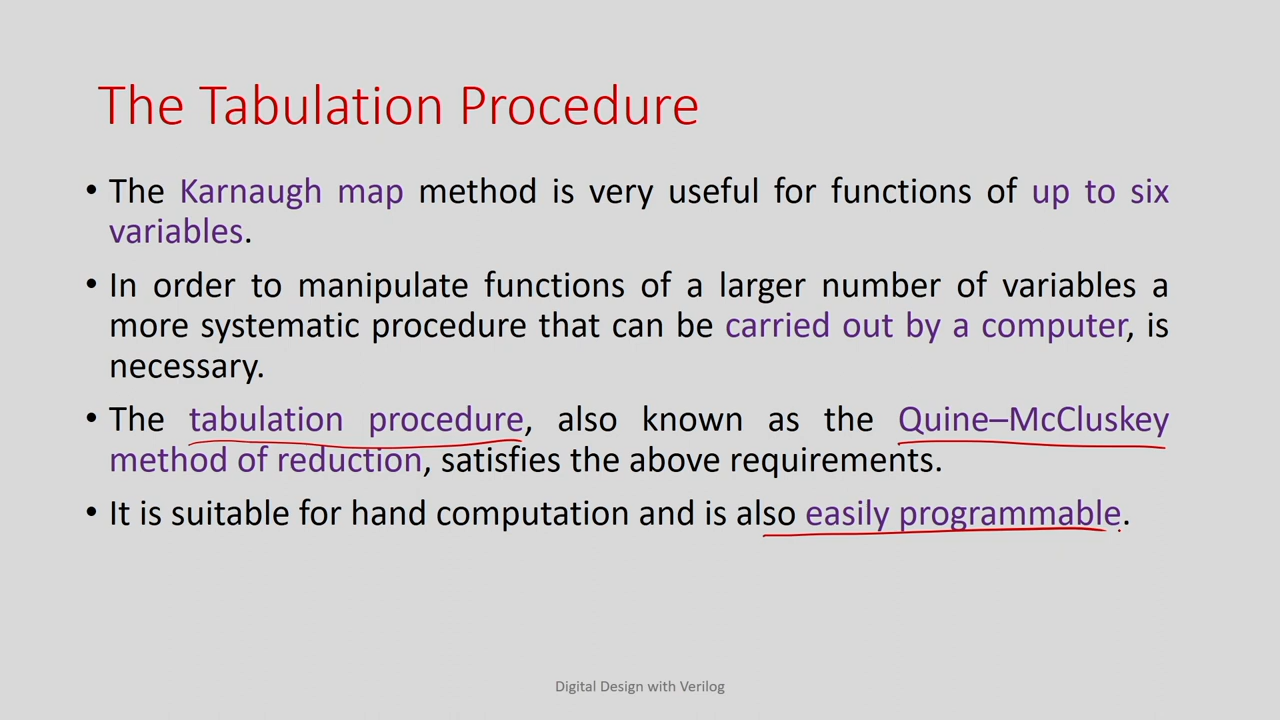 The Tabulation Procedure
• The Karnaugh map method is very useful for functions of up to six
variables.
• In order to manipulate functions of a larger number of variables a
more systematic procedure that can be carried out by a computer, is
necessary.
• The tabulation procedure, also known as the Quine–McCluskey
method of reduction, satisfies the above requirements.
• It is suitable for hand computation and is also easily programmable.
Digital Design with Verilog